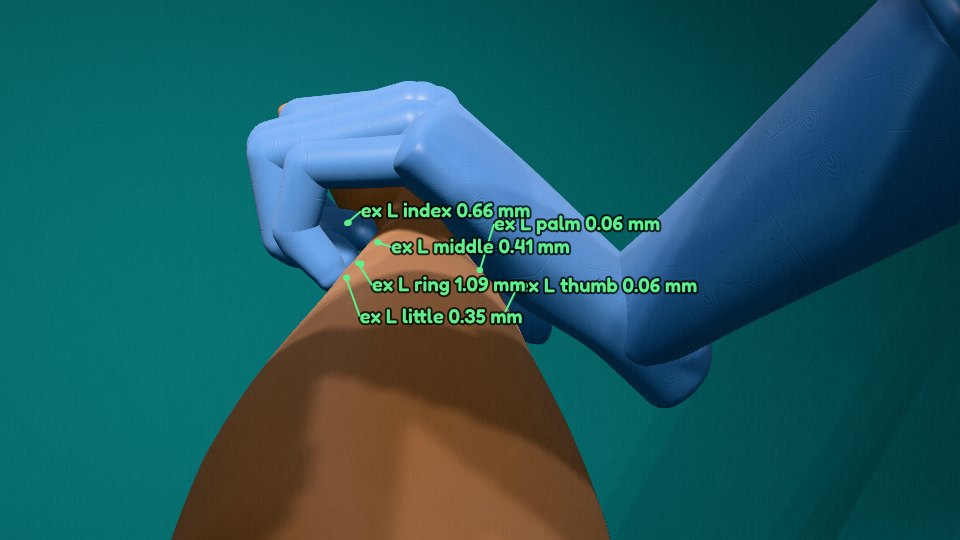 ex L index 0.66 mm
ex L palm 0.06 mm
ex L middle 0.41 mm
ex L ring 1.09 mm
ex L thumb 0.06 mm
ex L little 0.35 mm